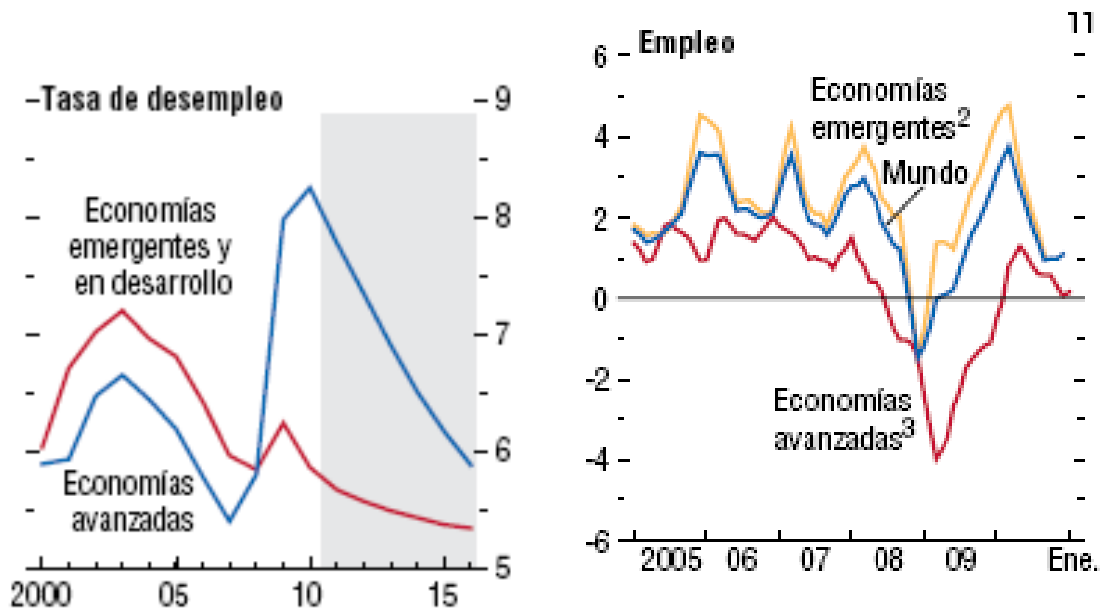 Tasa de desempleo
9
8
7
6
5
Economías
emergentes y
en desarrollo
Economías
avanzadas
2000 05 10 15
11
Empleo
6
4
2
0
-2
-4
-6
Economías
emergentes²
Mundo
Economías
avanzadas³
2005 06 07 08 09 Ene.